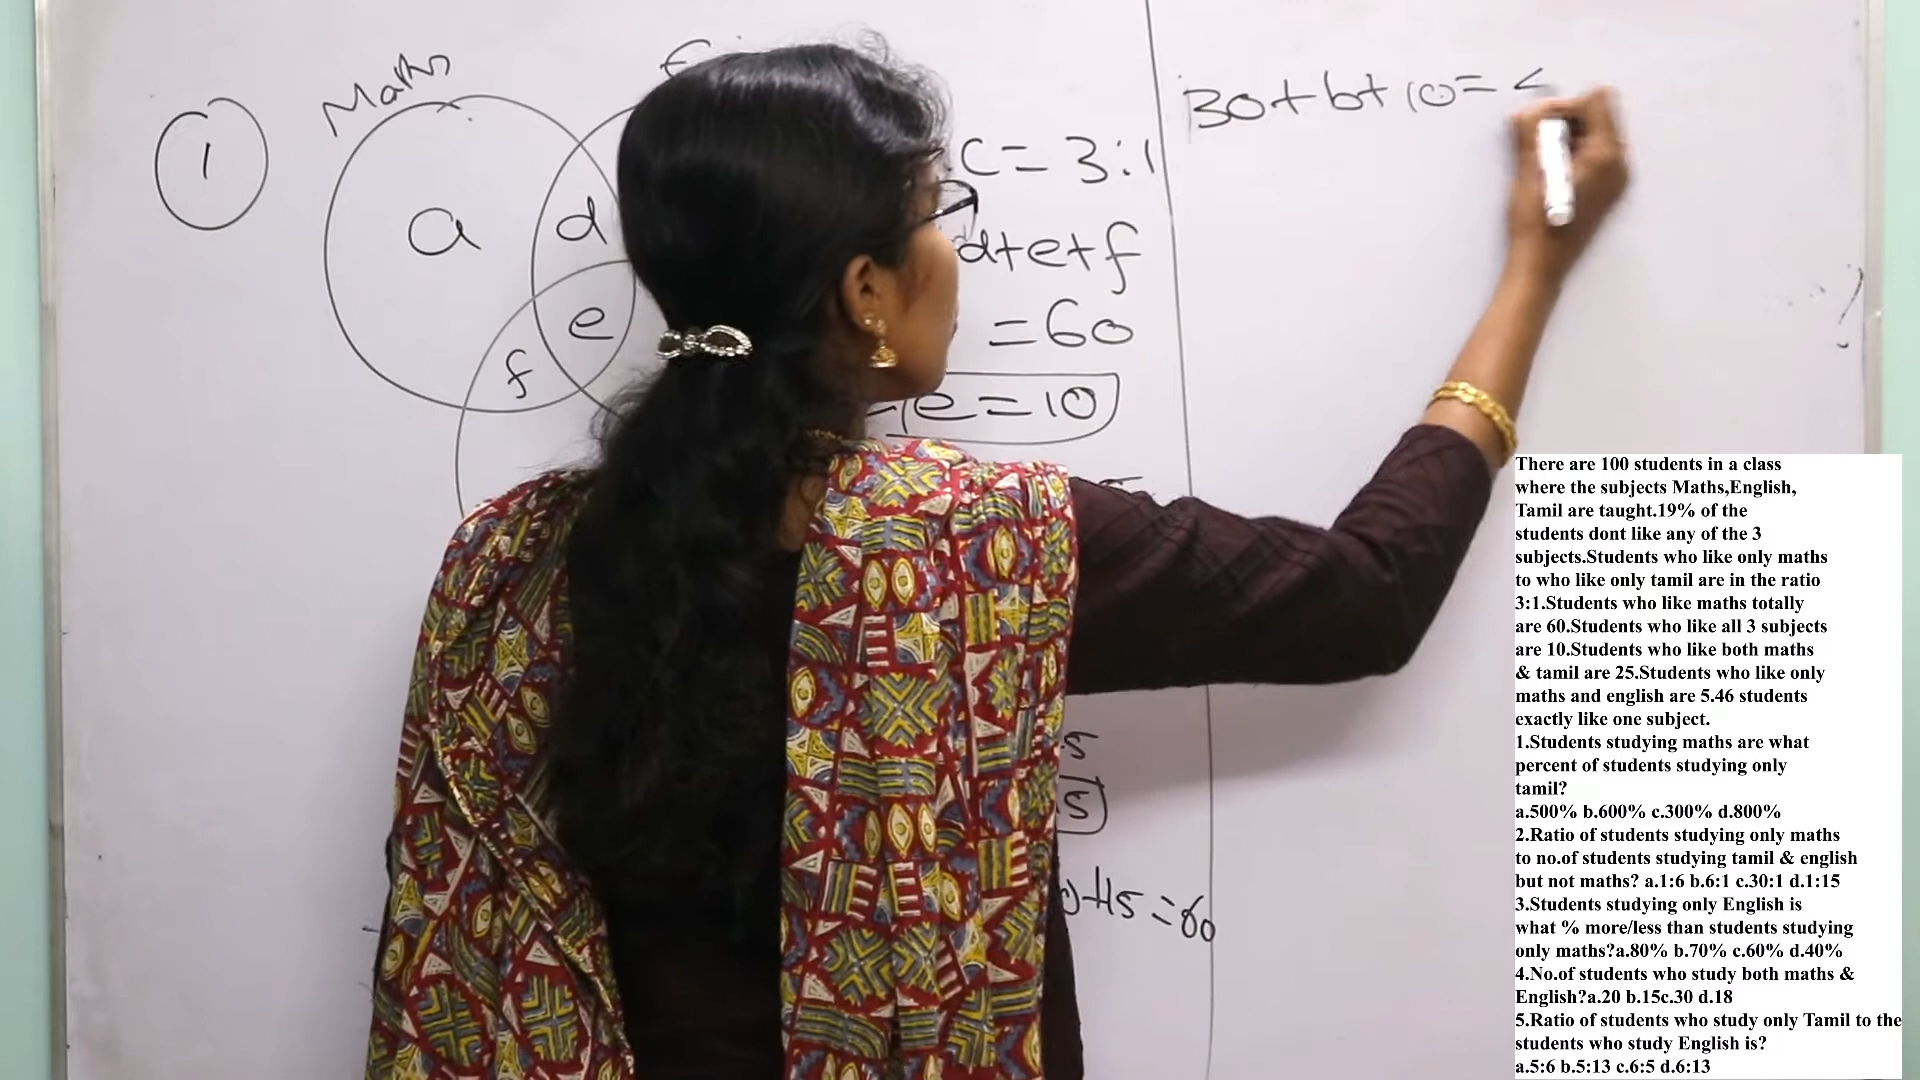 1
Maths
a
d
e
f
C = 3:1
d+e+f
= 60
e = 10
30+b+10=4
=60
There are 100 students in a class
where the subjects Maths,English,
Tamil are taught.19% of the
students dont like any of the 3
subjects.Students who like only maths
to who like only tamil are in the ratio
3:1.Students who like maths totally
are 60.Students who like all 3 subjects
are 10.Students who like both maths
& tamil are 25.Students who like only
maths and english are 5.46 students
exactly like one subject.
1.Students studying maths are what
percent of students studying only
tamil?
a.500% b.600% c.300% d.800%
2.Ratio of students studying only maths
to no.of students studying tamil & english
but not maths? a.1:6 b.6:1 c.30:1 d.1:15
3.Students studying only English is
what % more/less than students studying
only maths?a.80% b.70% c.60% d.40%
4.No.of students who study both maths &
English?a.20 b.15c.30 d.18
5.Ratio of students who study only Tamil to the
students who study English is?
a.5:6 b.5:13 c.6:5 d.6:13